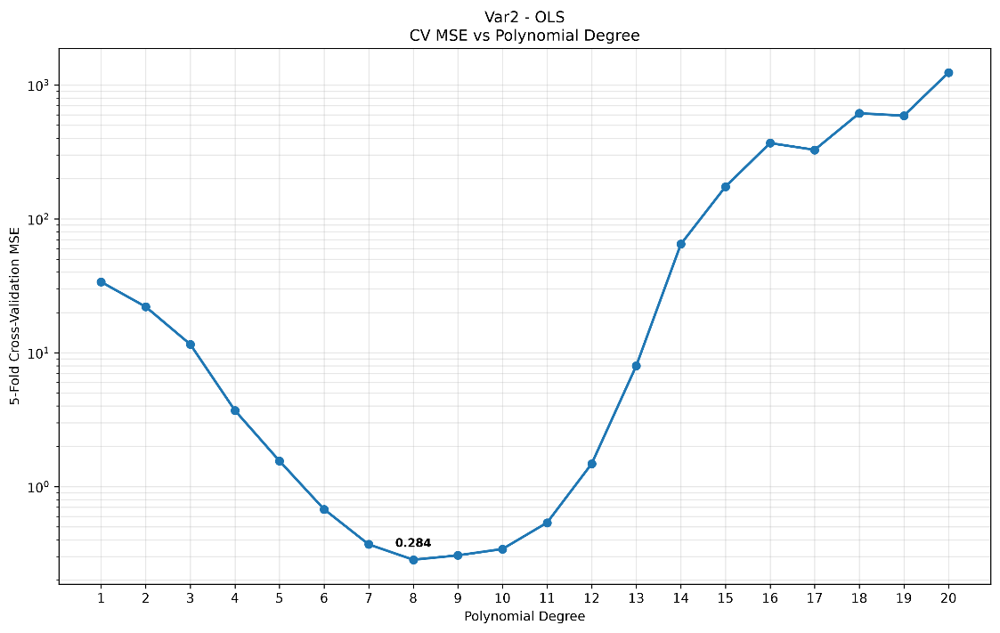 Var2 - OLS
CV MSE vs Polynomial Degree
5-Fold Cross-Validation MSE
10³
10²
10¹
10⁰
0.284
1 2 3 4 5 6 7 8 9 10 11 12 13 14 15 16 17 18 19 20
Polynomial Degree